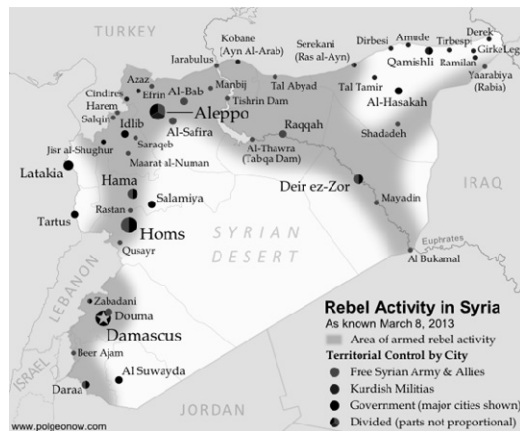 TURKEY
Kobane
(Ayn Al-Arab)
Serekani
(Ras al-Ayn)
Dirbesi
Amude
Tirbespi
Derek
GirkeLeg
Jarabulus
Qamishli
Ramilan
Yaarabiya
(Rabia)
Azaz
Cindires
Efrin
Al-Bab
Manbij
Tal Abyad
Tal Tamir
Harem
Salqin
Aleppo
Tishrin Dam
Al-Hasakah
Idlib
Al-Safira
Raqqah
Shadadeh
Saraqeb
Al-Thawra
(Tabqa Dam)
Jisr al-Shughur
Maarat al-Numan
Latakia
Hama
Deir ez-Zor
IRAQ
Salamiya
Mayadin
Tartus
Rastan
Homs
SYRIAN
DESERT
Qusayr
Euphrates
Al Bukamal
LEBANON
Zabadani
Douma
Damascus
Beer Ajam
ISRAEL
Daraa
Al Suwayda
JORDAN
Rebel Activity in Syria
As known March 8, 2013
Area of armed rebel activity
Territorial Control by City
Free Syrian Army & Allies
Kurdish Militias
Government (major cities shown)
Divided (parts not proportional)
www.polgeonow.com